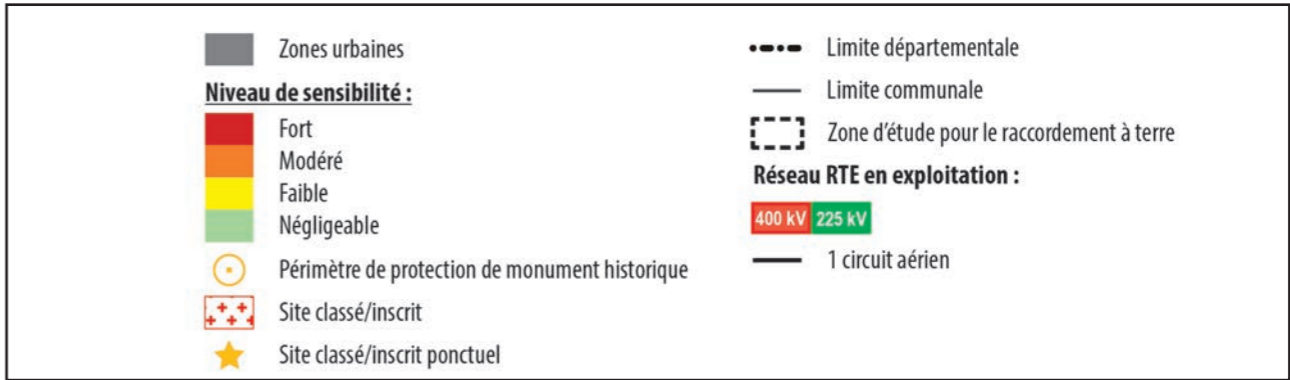 Zones urbaines
Niveau de sensibilité :
Fort
Modéré
Faible
Négligeable
Périmètre de protection de monument historique
Site classé/inscrit
Site classé/inscrit ponctuel
Limite départementale
Limite communale
Zone d'étude pour le raccordement à terre
Réseau RTE en exploitation :
400 kV 225 kV
1 circuit aérien